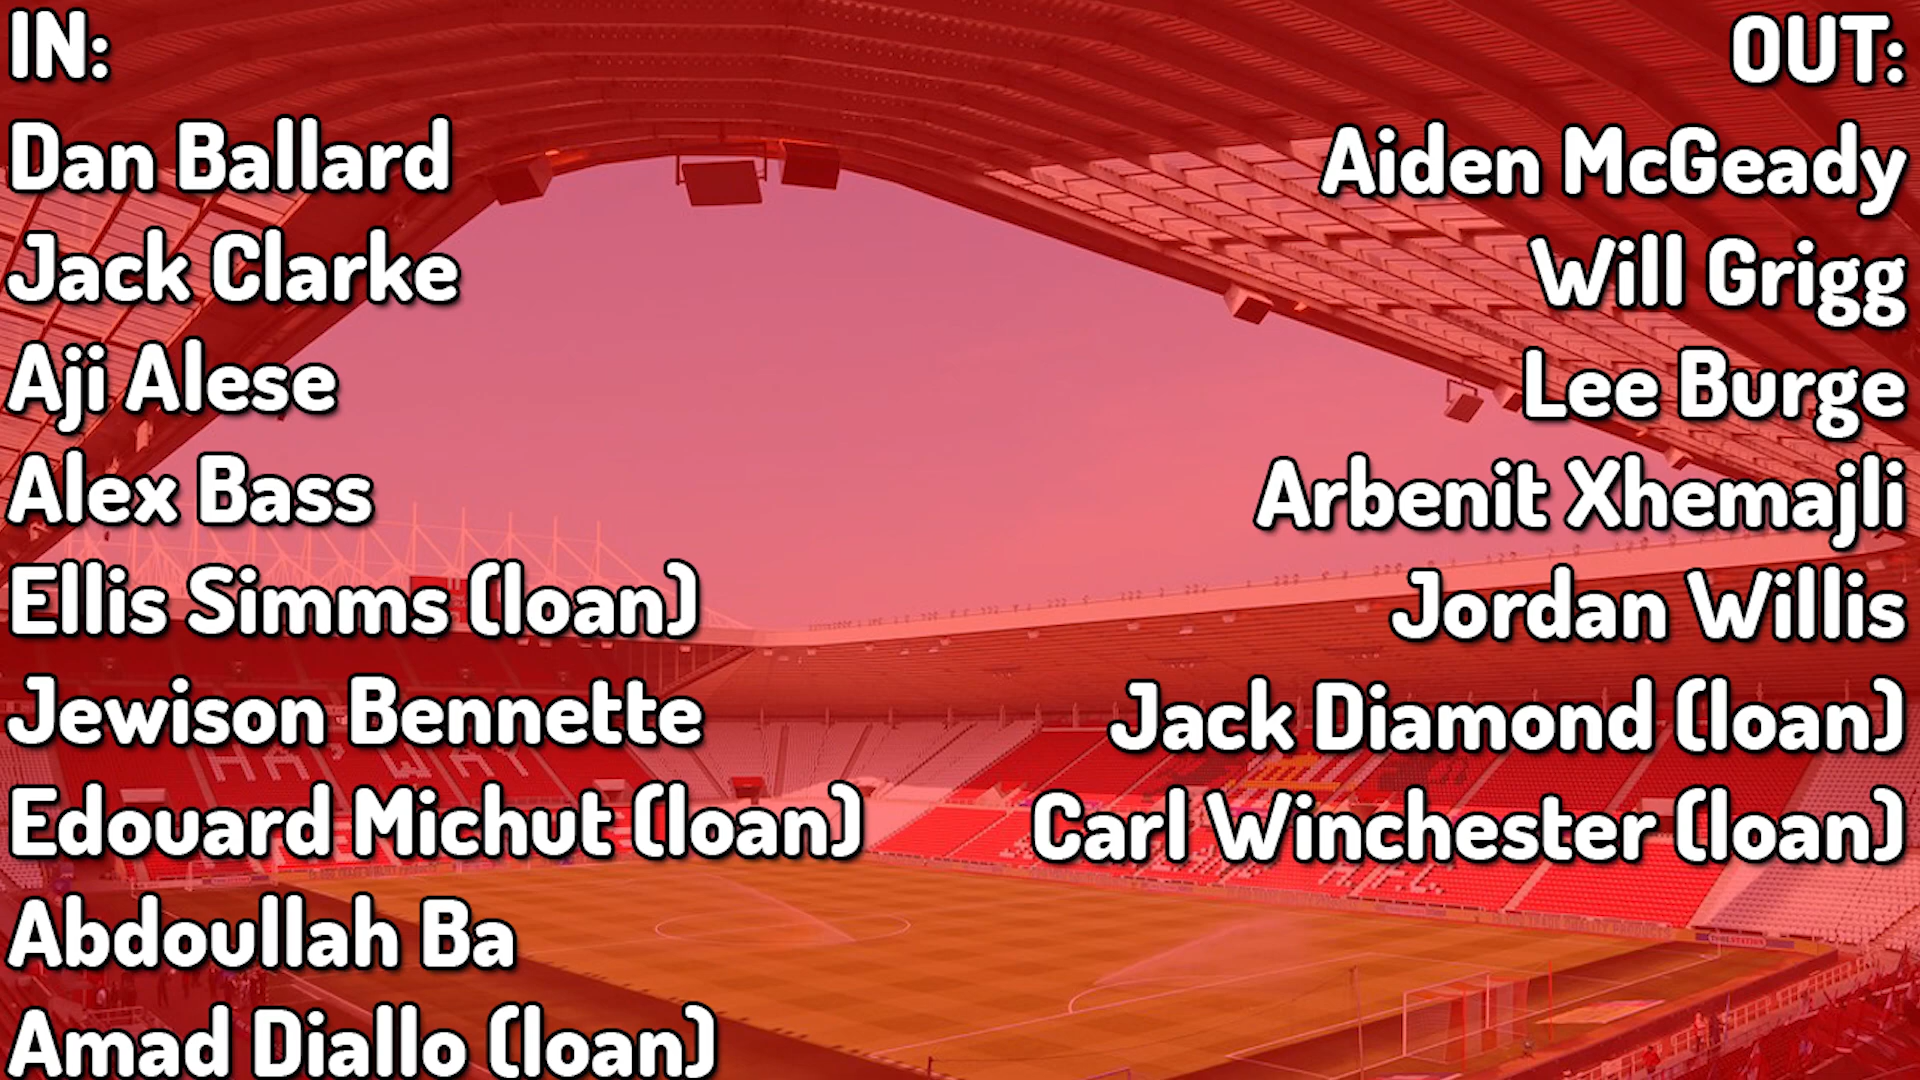 IN:
Dan Ballard
Jack Clarke
Aji Alese
Alex Bass
Ellis Simms (loan)
Jewison Bennette
Edouard Michut (loan)
Abdoullah Ba
Amad Diallo (loan)
OUT:
Aiden McGeady
Will Grigg
Lee Burge
Arbenit Xhemajli
Jordan Willis
Jack Diamond (loan)
Carl Winchester (loan)
HA'WAY